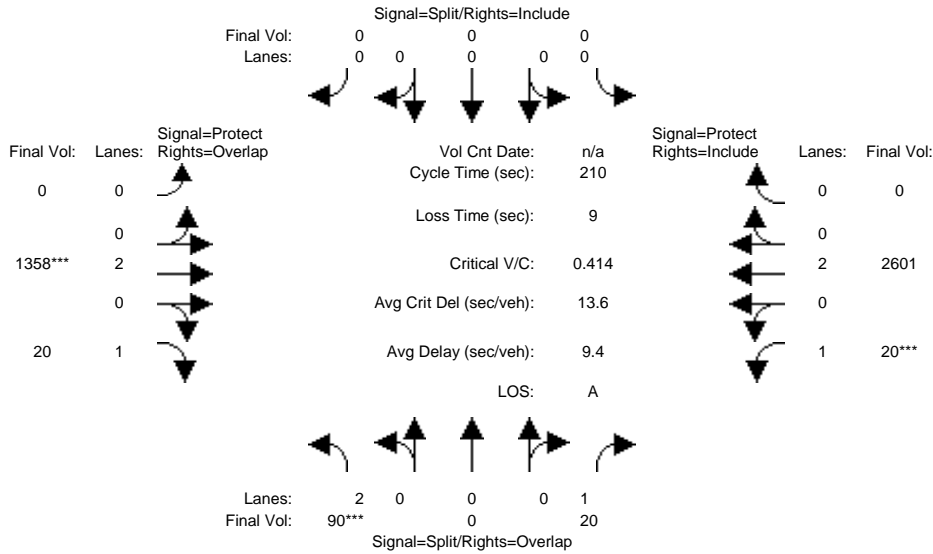 Signal=Split/Rights=Include
Final Vol: 0 0 0
Lanes: 0 0 0 0 0
Signal=Protect Signal=Protect
Final Vol: Lanes: Rights=Overlap Vol Cnt Date: n/a Rights=Include Lanes: Final Vol:
Cycle Time (sec): 210
0 0 0 0
Loss Time (sec): 9
0 0
1358*** 2 Critical V/C: 0.414 2 2601
0 Avg Crit Del (sec/veh): 13.6 0
20 1 Avg Delay (sec/veh): 9.4 1 20***
LOS: A
Lanes: 2 0 0 0 1
Final Vol: 90*** 0 20
Signal=Split/Rights=Overlap